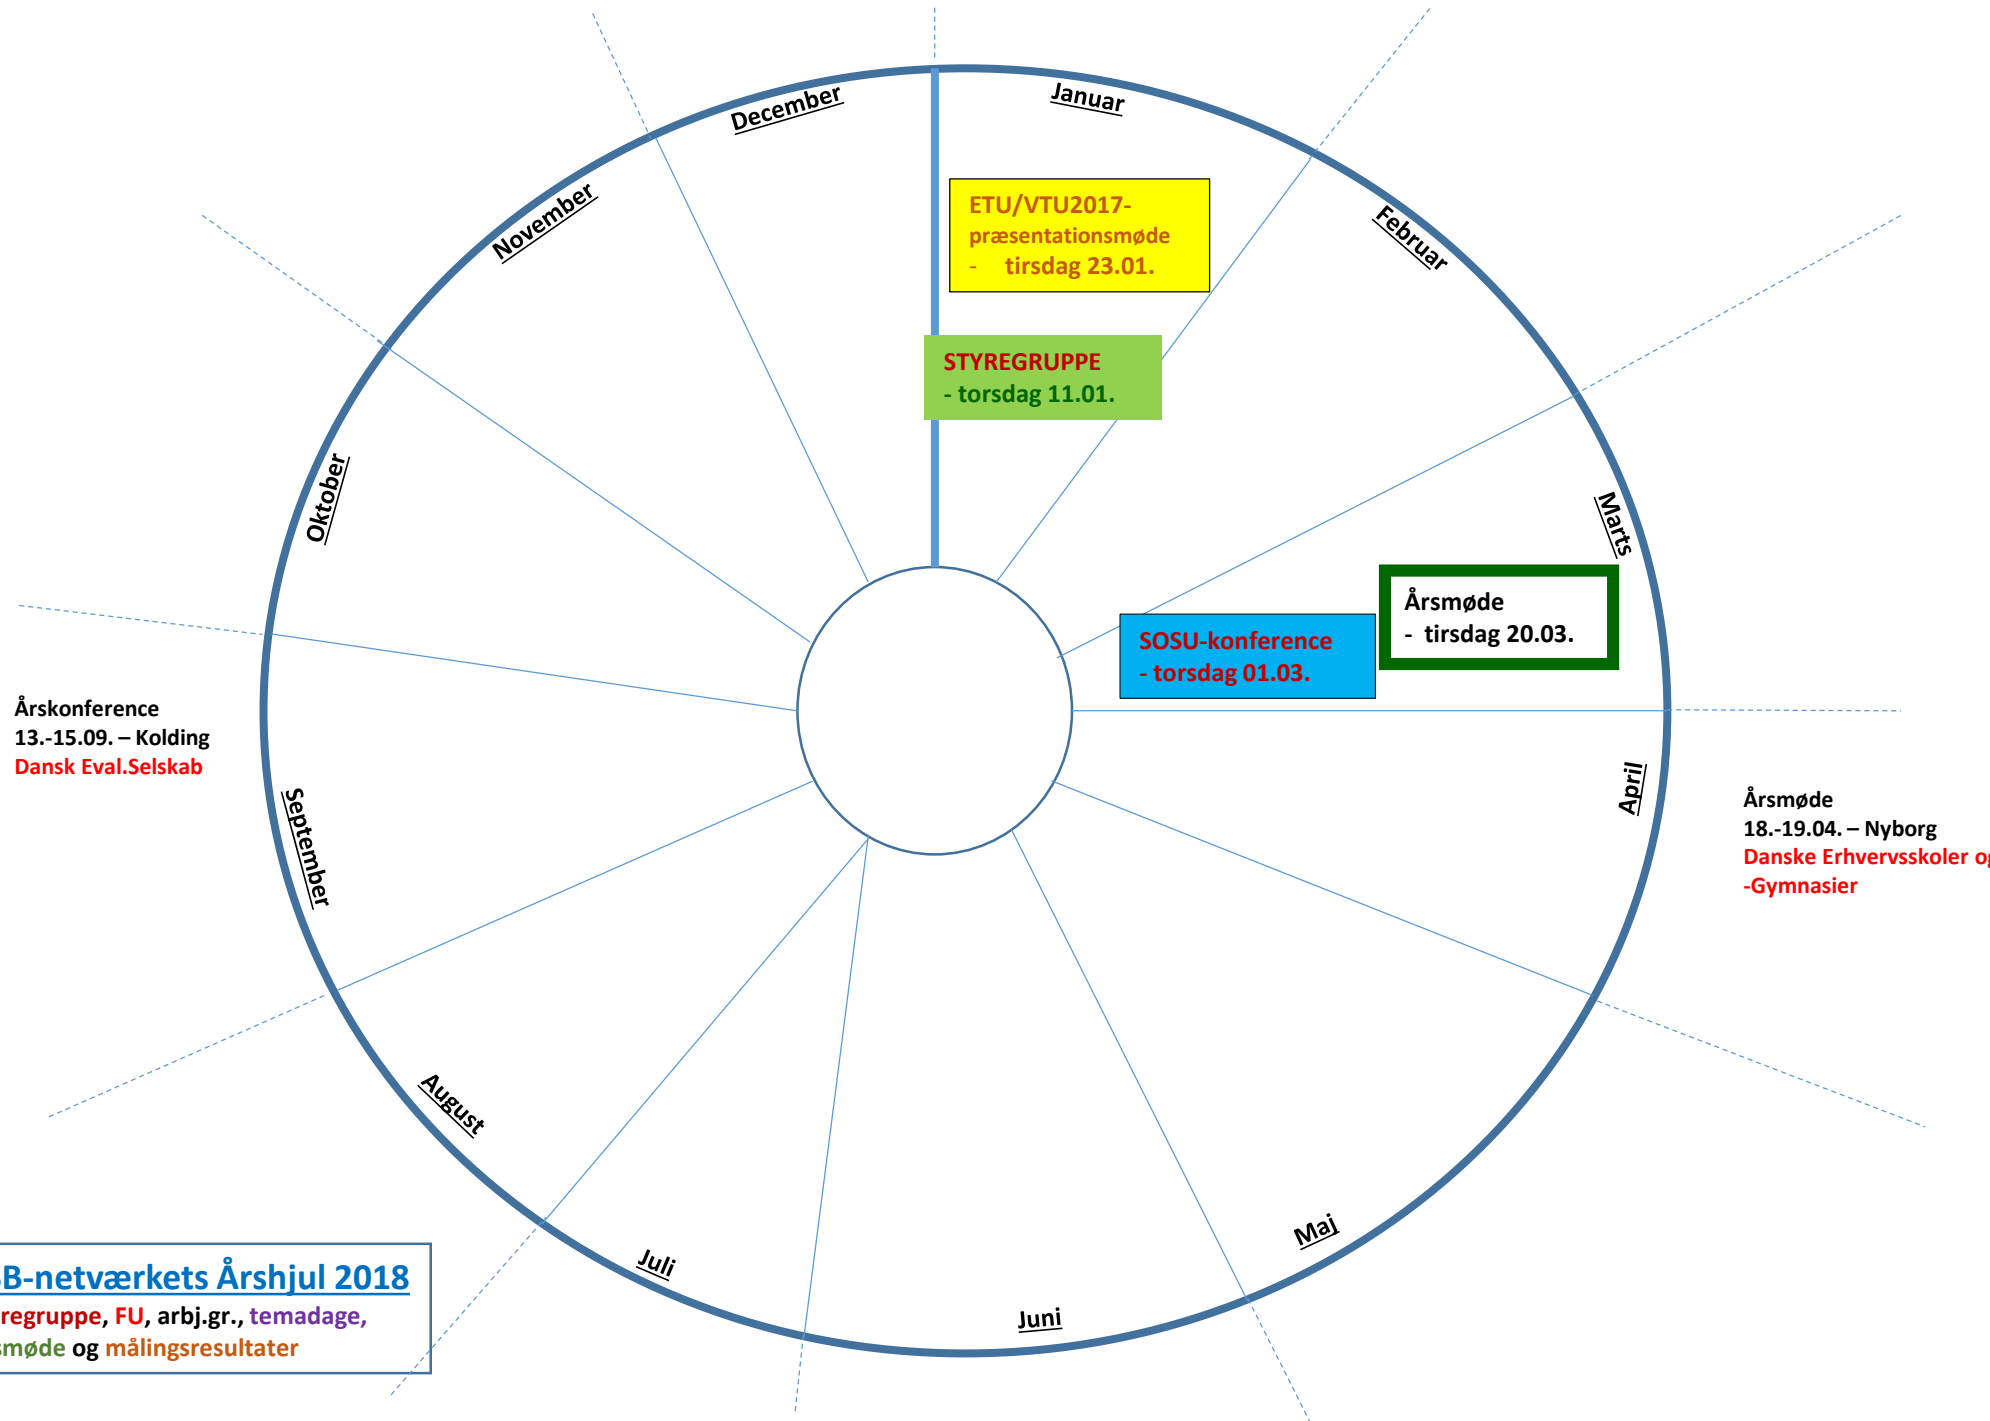 December
Januar
November
Februar
ETU/VTU2017-
præsentationsmøde
- tirsdag 23.01.
STYREGRUPPE
- torsdag 11.01.
Oktober
Marts
Årsmøde
- tirsdag 20.03.
SOSU-konference
- torsdag 01.03.
Årskonference
13.-15.09. – Kolding
Dansk Eval.Selskab
September
April
Årsmøde
18.-19.04. – Nyborg
Danske Erhvervsskoler og
-Gymnasier
August
Maj
Juli
Juni
B-netværkets Årshjul 2018
regruppe, FU, arbj.gr., temadage,
smøde og målingsresultater